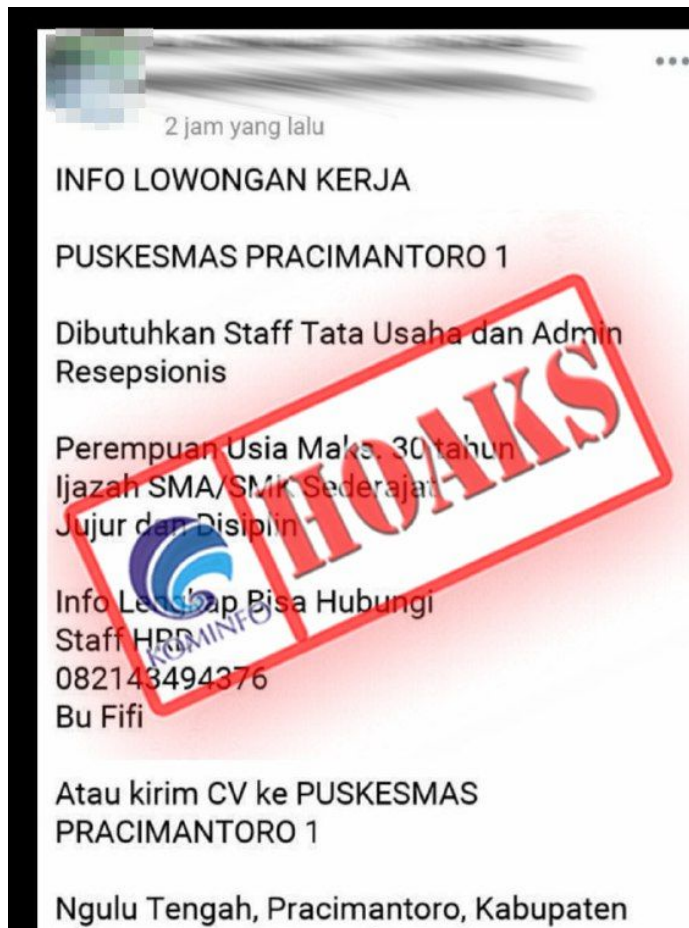 2 jam yang lalu
INFO LOWONGAN KERJA
PUSKESMAS PRACIMANTORO 1
Dibutuhkan Staff Tata Usaha dan Admin
Resepsionis
Perempuan Usia Maks. 30 tahun
Ijazah SMA/SMK Sederajat
Jujur dan Disiplin
HOAKS
KOMINFO
Info Lengkap Bisa Hubungi
Staff HRD
082143494376
Bu Fifi
Atau kirim CV ke PUSKESMAS
PRACIMANTORO 1
Ngulu Tengah, Pracimantoro, Kabupaten